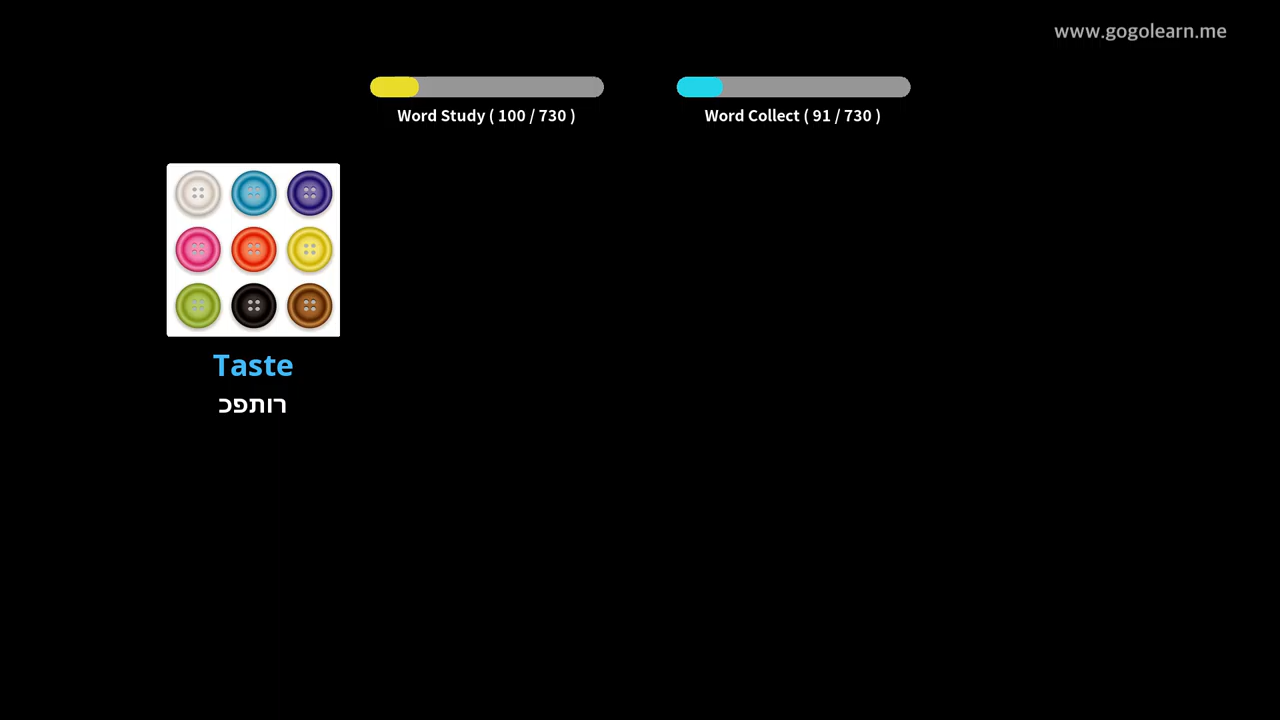 www.gogolearn.me
Word Study ( 100 / 730 )
Word Collect ( 91 / 730 )
Taste
רותפכ